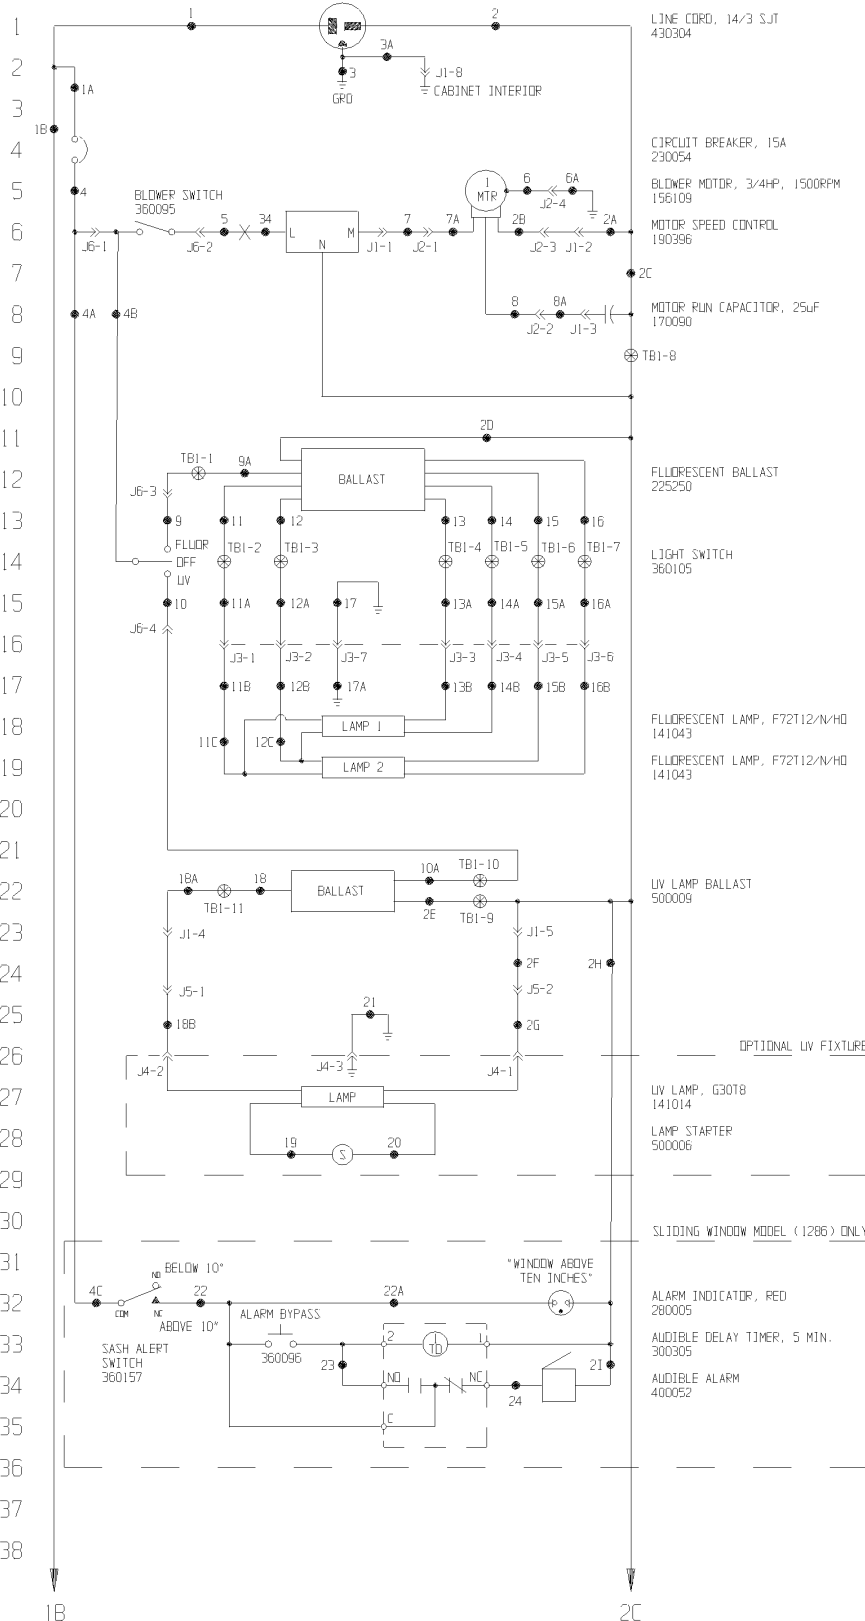 1
1
2
LINE CORD, 14/3 SJT
430304
3A
2
3
J1-8
CABINET INTERIOR
GRD
1A
3
1B
4
CIRCUIT BREAKER, 15A
230054
5
4
BLOWER SWITCH
360095
1
MTR
6
6A
J2-4
BLOWER MOTOR, 3/4HP, 1500RPM
156109
6
J6-1
J6-2
5
34
L
N
M
J1-1
7
J2-1
7A
2B
J2-3
J1-2
2A
MOTOR SPEED CONTROL
190396
7
2C
8
4A
4B
8
J2-2
8A
J1-3
MOTOR RUN CAPACITOR, 25uF
170090
9
TB1-8
10
11
2D
12
TB1-1
9A
BALLAST
J6-3
FLUORESCENT BALLAST
225250
13
9
11
12
13
14
15
16
14
FLUOR
OFF
UV
TB1-2
TB1-3
TB1-4
TB1-5
TB1-6
TB1-7
LIGHT SWITCH
360105
15
10
11A
12A
17
13A
14A
15A
16A
J6-4
16
J3-1
J3-2
J3-7
J3-3
J3-4
J3-5
J3-6
17
11B
12B
17A
13B
14B
15B
16B
18
LAMP 1
FLUORESCENT LAMP, F72T12/N/HO
141043
11C
12C
19
LAMP 2
FLUORESCENT LAMP, F72T12/N/HO
141043
20
21
22
18A
TB1-11
18
BALLAST
10A
TB1-10
2E
TB1-9
UV LAMP BALLAST
500009
23
J1-4
J1-5
24
2F
2H
J5-1
J5-2
25
18B
21
2G
26
OPTIONAL UV FIXTURE
J4-2
J4-3
J4-1
27
LAMP
UV LAMP, G30T8
141014
28
19
S
20
LAMP STARTER
500006
29
30
SLIDING WINDOW MODEL (1286) ONLY
31
BELOW 10"
NO
"WINDOW ABOVE
TEN INCHES"
32
4C
COM
NC
22
ABOVE 10"
22A
ALARM INDICATOR, RED
280005
33
ALARM BYPASS
360096
2
TD
1
AUDIBLE DELAY TIMER, 5 MIN.
300305
SASH ALERT
SWITCH
360157
23
2I
34
NO
NC
24
AUDIBLE ALARM
400052
35
C
36
37
38
1B
2C